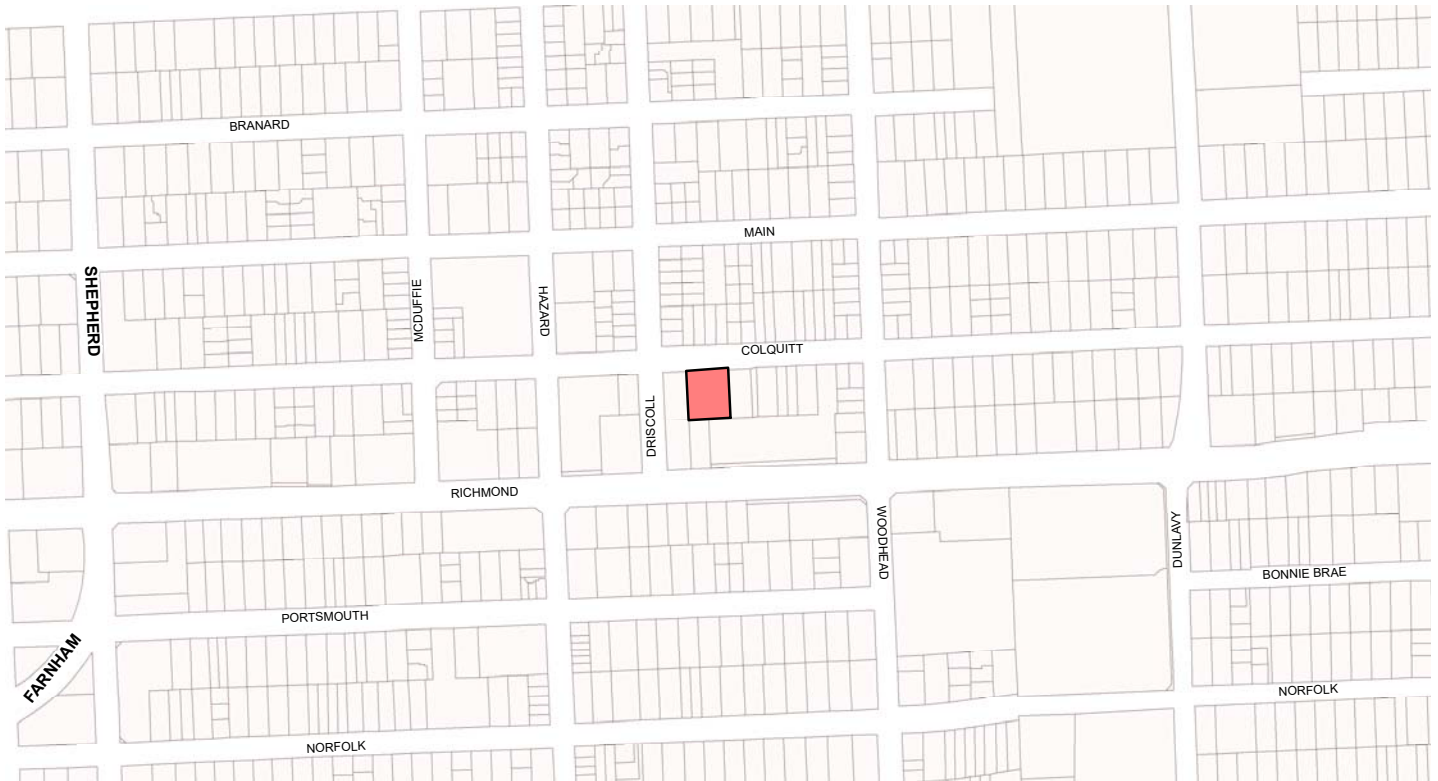 BRANARD
MAIN
SHEPHERD
MCDUFFIE
HAZARD
COLQUITT
DRISCOLL
RICHMOND
WOODHEAD
DUNLAVY
BONNIE BRAE
PORTSMOUTH
FARNHAM
NORFOLK
NORFOLK